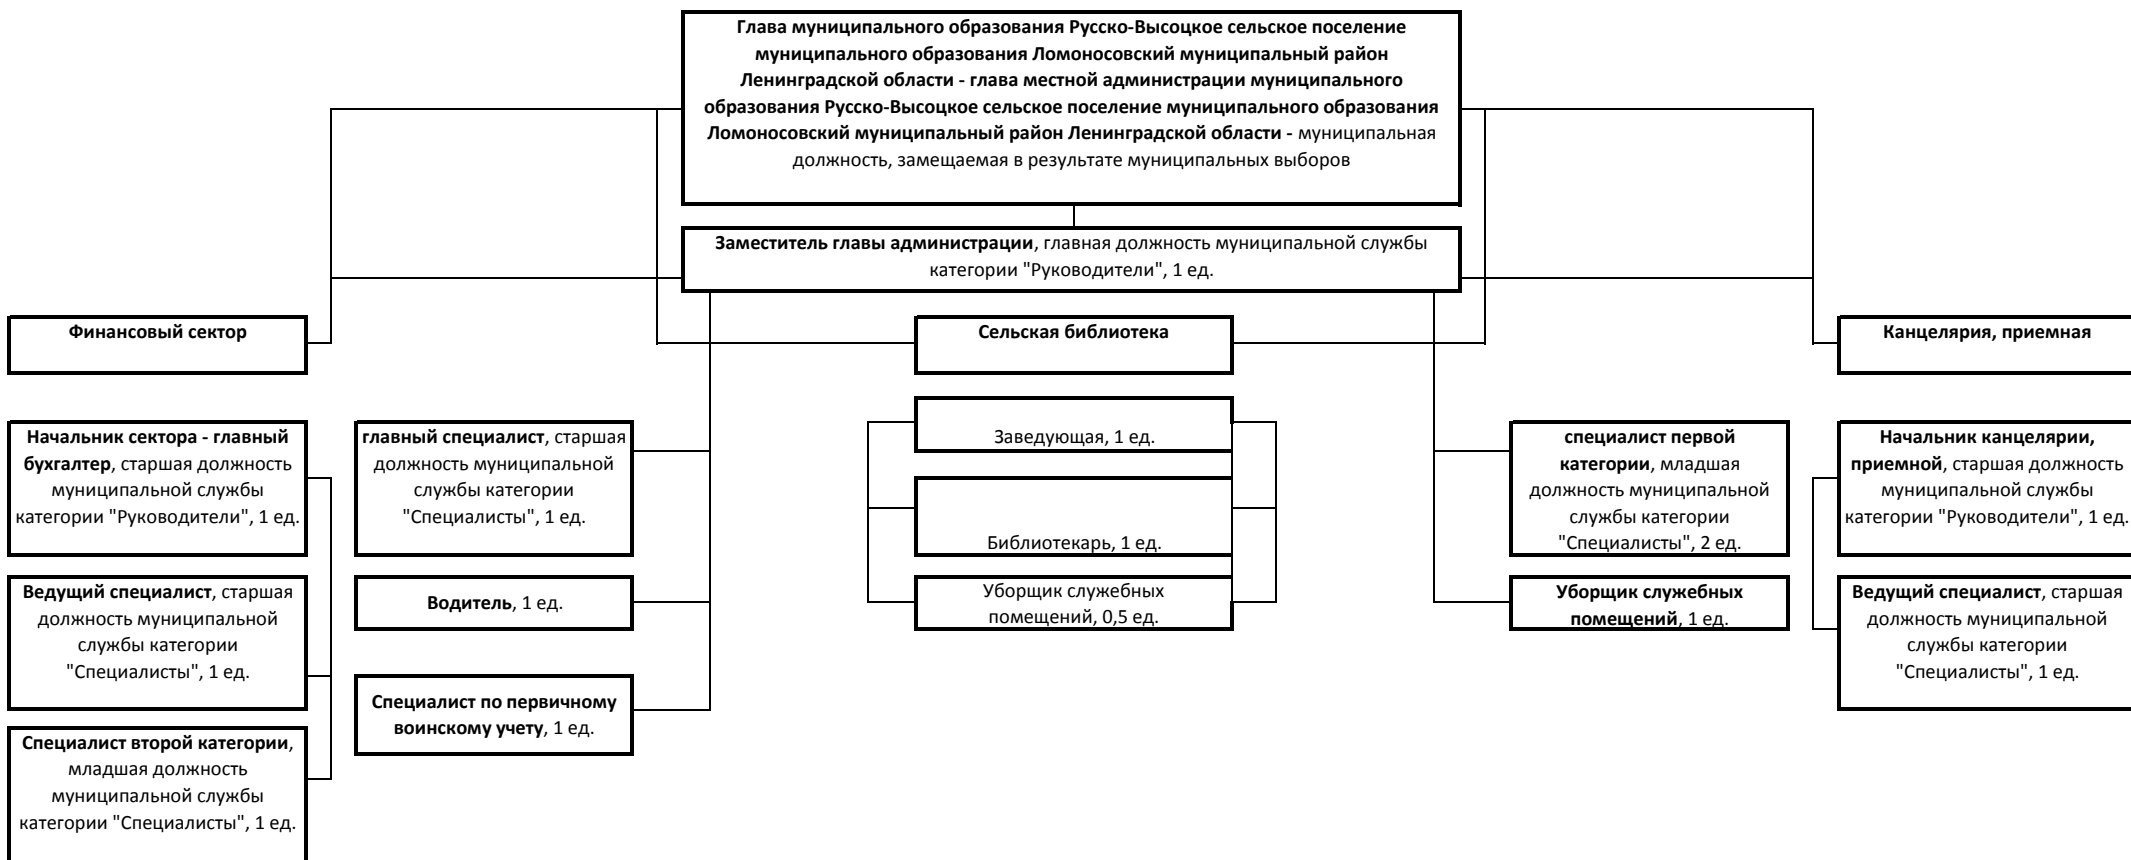 Глава муниципального образования Русско-Высоцкое сельское поселение
муниципального образования Ломоносовский муниципальный район
Ленинградской области - глава местной администрации муниципального
образования Русско-Высоцкое сельское поселение муниципального образования
Ломоносовский муниципальный район Ленинградской области - муниципальная
должность, замещаемая в результате муниципальных выборов
Заместитель главы администрации, главная должность муниципальной службы
категории "Руководители", 1 ед.
Финансовый сектор
Сельская библиотека
Канцелярия, приемная
Начальник сектора - главный
бухгалтер, старшая должность
муниципальной службы
категории "Руководители", 1 ед.
Ведущий специалист, старшая
должность муниципальной
службы категории
"Специалисты", 1 ед.
Специалист второй категории,
младшая должность
муниципальной службы
категории "Специалисты", 1 ед.
главный специалист, старшая
должность муниципальной
службы категории
"Специалисты", 1 ед.
Водитель, 1 ед.
Специалист по первичному
воинскому учету, 1 ед.
Заведующая, 1 ед.
Библиотекарь, 1 ед.
Уборщик служебных
помещений, 0,5 ед.
специалист первой
категории, младшая
должность муниципальной
службы категории
"Специалисты", 2 ед.
Уборщик служебных
помещений, 1 ед.
Начальник канцелярии,
приемной, старшая должность
муниципальной службы
категории "Руководители", 1 ед.
Ведущий специалист, старшая
должность муниципальной
службы категории
"Специалисты", 1 ед.